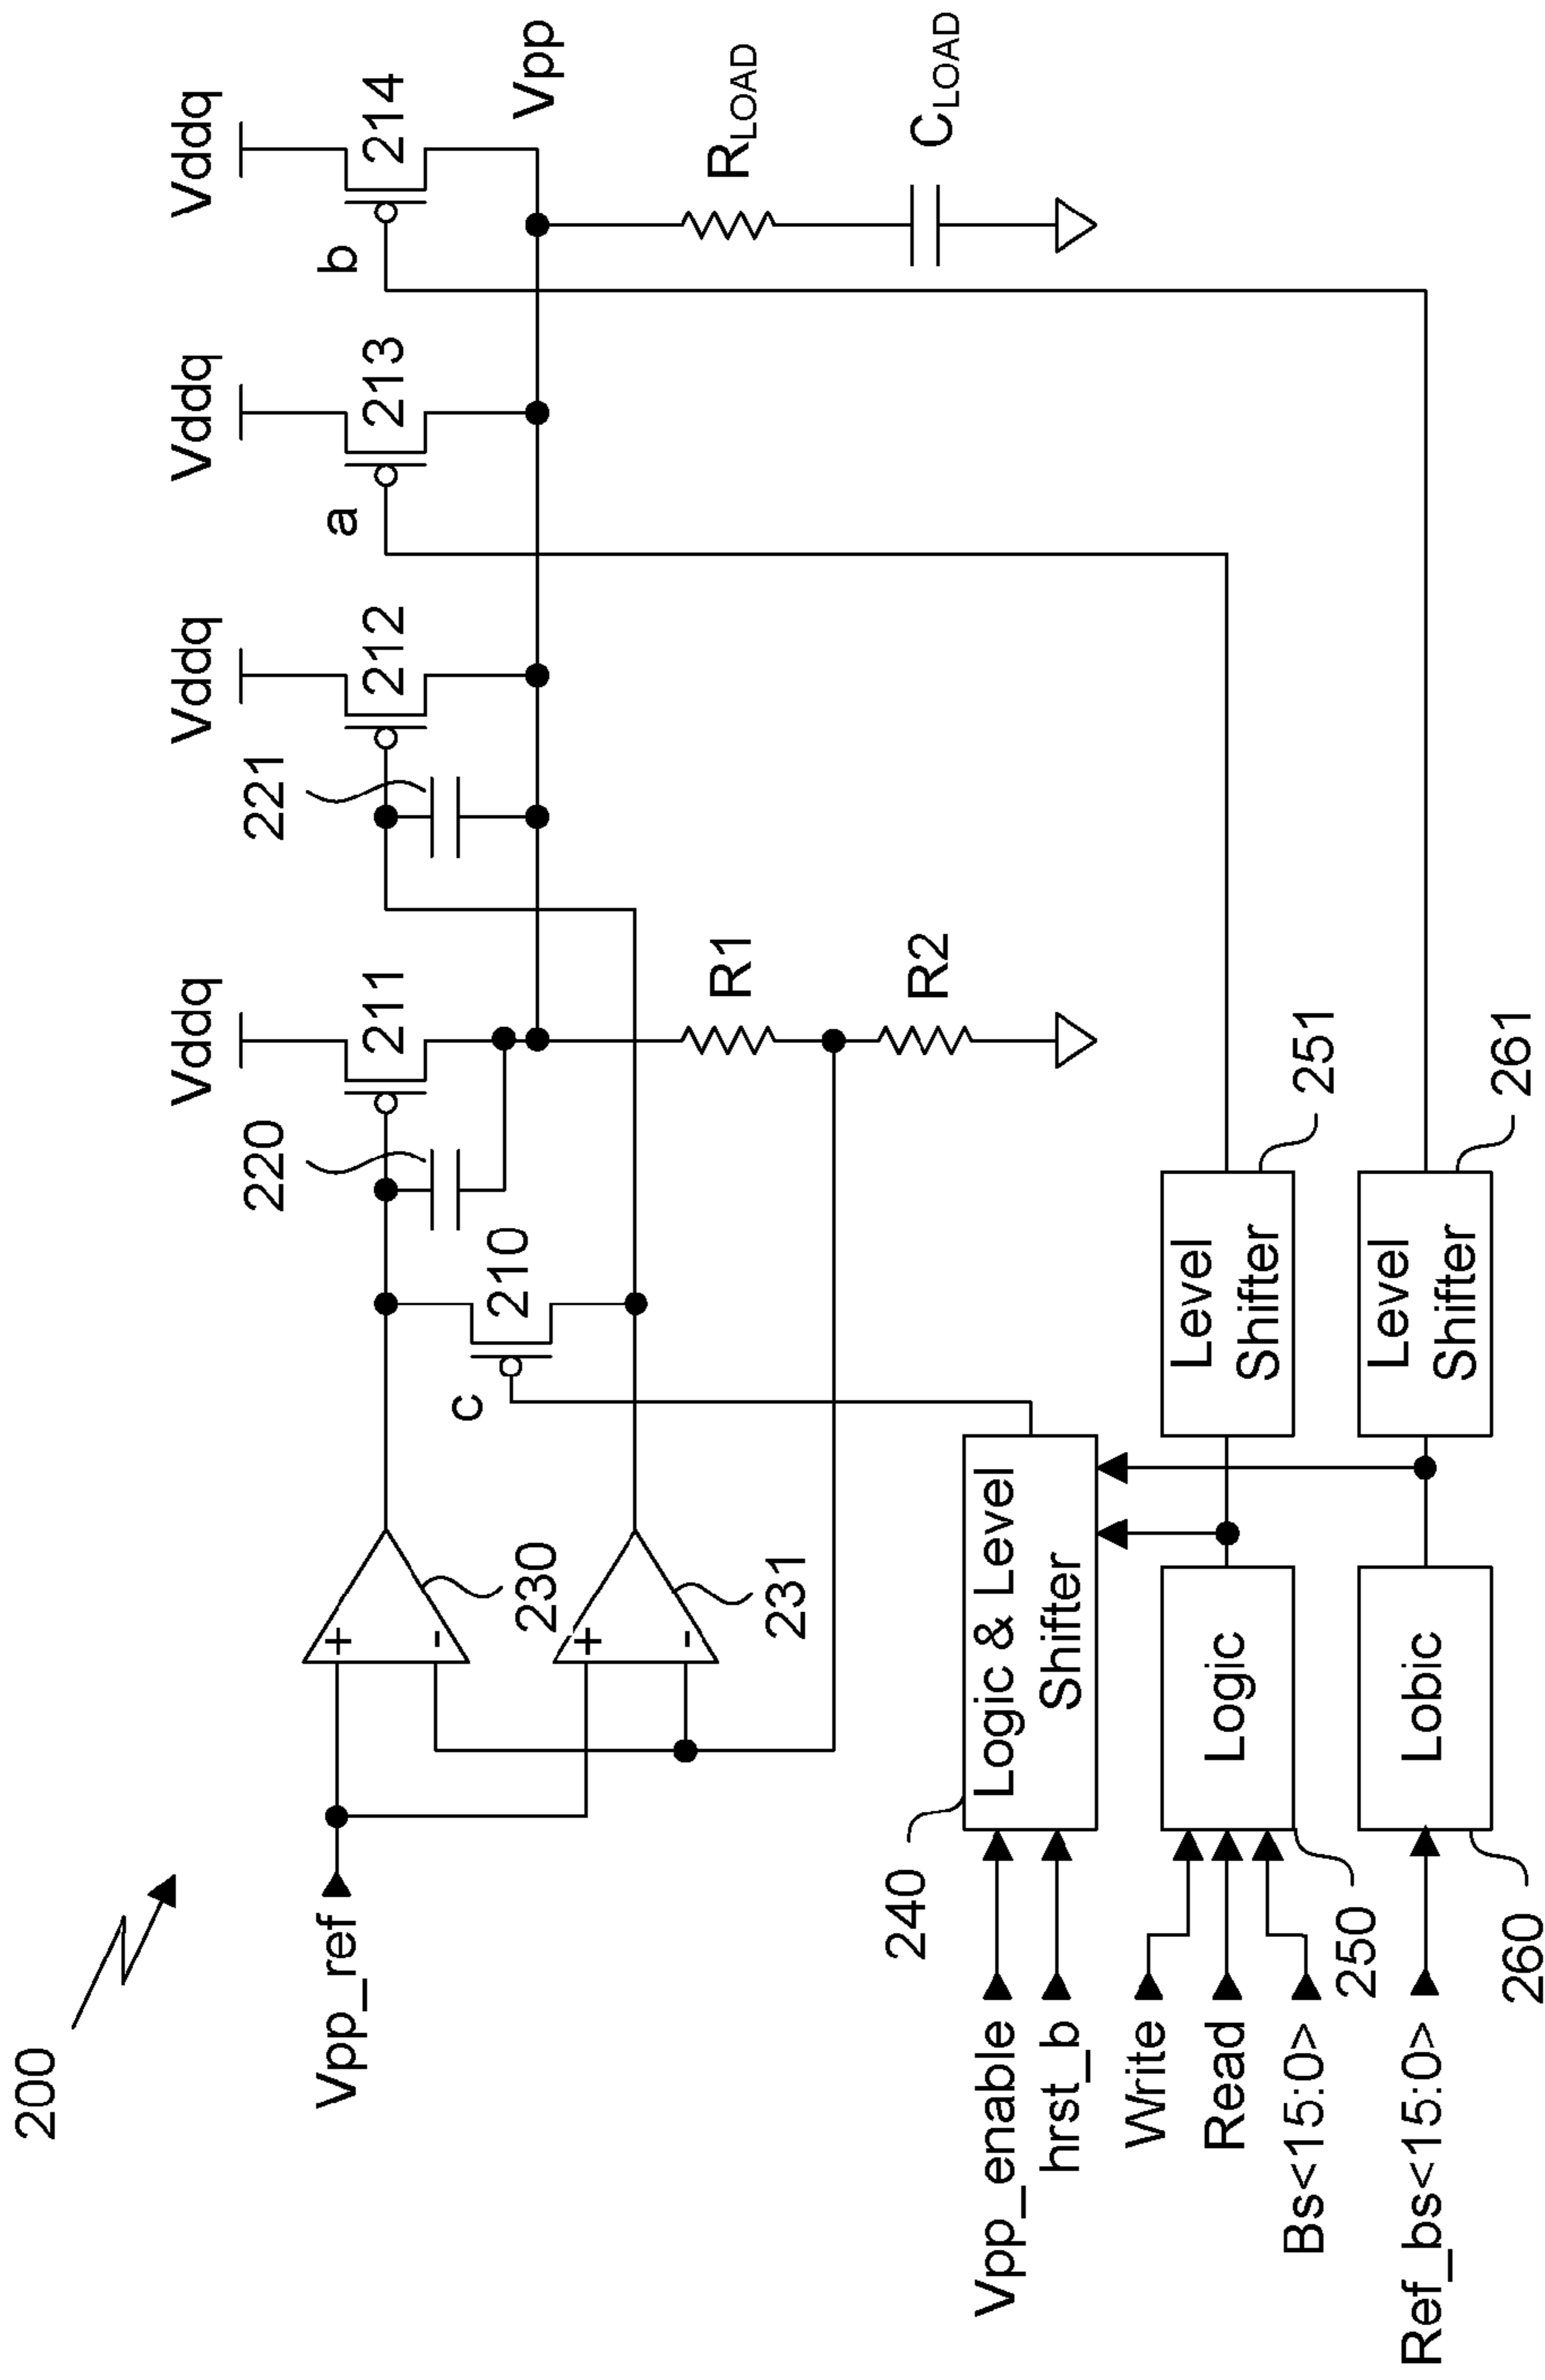 200
Vddq
Vddq
Vddq
Vddq
220
211
221
212
a
213
b
214
Vpp_ref
+
-
230
c
210
Vpp
+
-
231
R1
R2
RLOAD
CLOAD
240
Vpp_enable
hrst_b
Logic & Level
Shifter
Write
Read
Bs<15:0>
250
Logic
Level
Shifter
251
Ref_bs<15:0>
260
Lobic
Level
Shifter
261